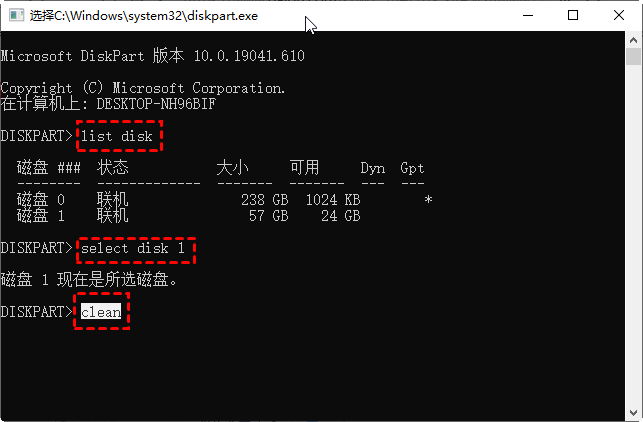 选择C:\Windows\system32\diskpart.exe
Microsoft DiskPart 版本 10.0.19041.610
Copyright (C) Microsoft Corporation.
在计算机上: DESKTOP-NH96BIF
DISKPART> list disk
磁盘 ### 状态 大小 可用 Dyn Gpt
-------- ------------- ------- ------- --- ---
磁盘 0 联机 238 GB 1024 KB *
磁盘 1 联机 57 GB 24 GB
DISKPART> select disk 1
磁盘 1 现在是所选磁盘。
DISKPART> clean